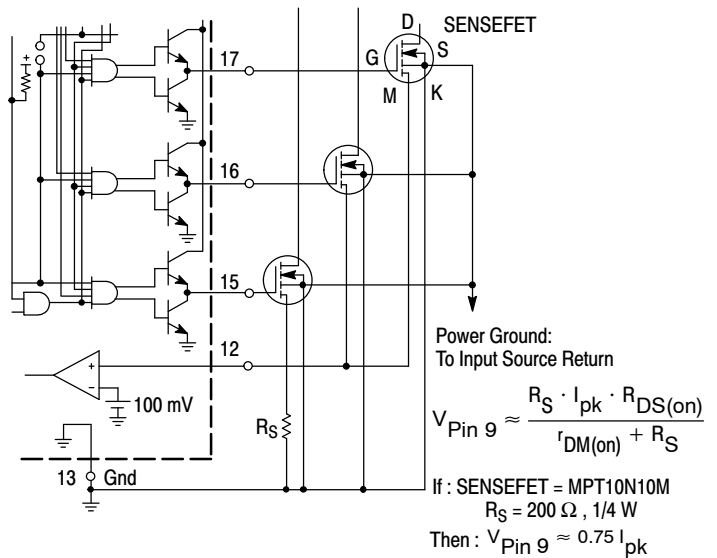 D SENSEFET
17
G
S
M
K
16
15
12
+
−
100 mV
R_S
13 Gnd
Power Ground:
To Input Source Return
V_Pin 9 ≈ (R_S · I_pk · R_DS(on)) / (r_DM(on) + R_S)
If : SENSEFET = MPT10N10M
R_S = 200 Ω , 1/4 W
Then : V_Pin 9 ≈ 0.75 I_pk